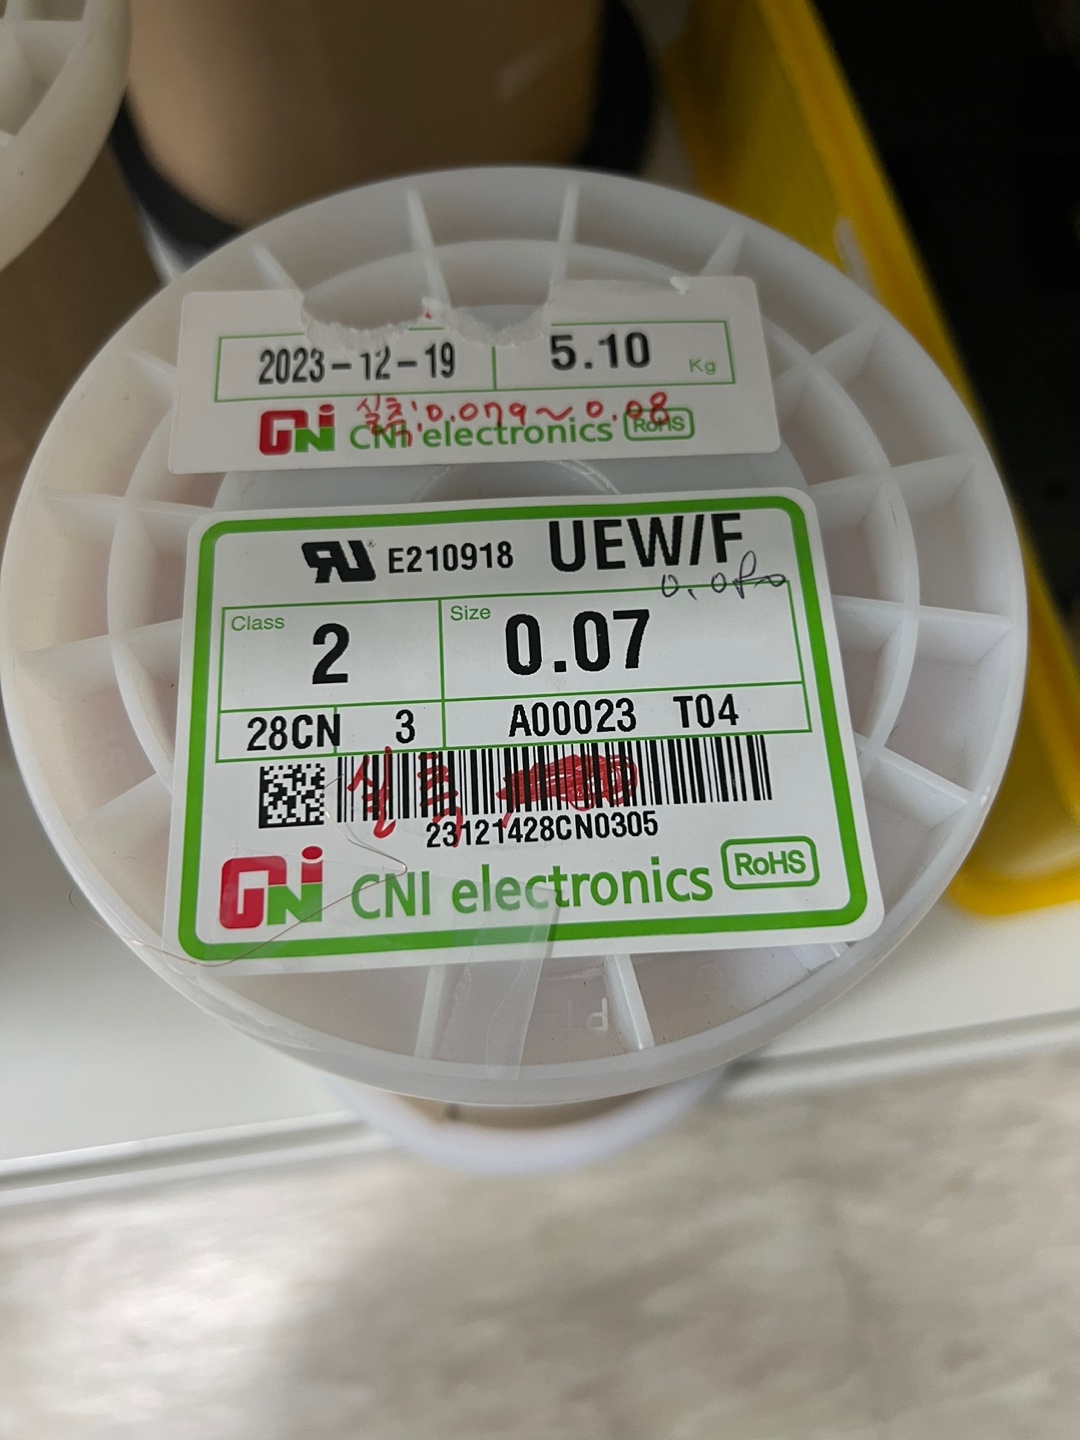 2023-12-19 5.10 Kg
실측:0.079~0.08
CNI electronics RoHS
E210918 UEW/F
Class 2 Size 0.07
28CN 3 A00023 T04
실측
23121428CN0305
CNI electronics RoHS